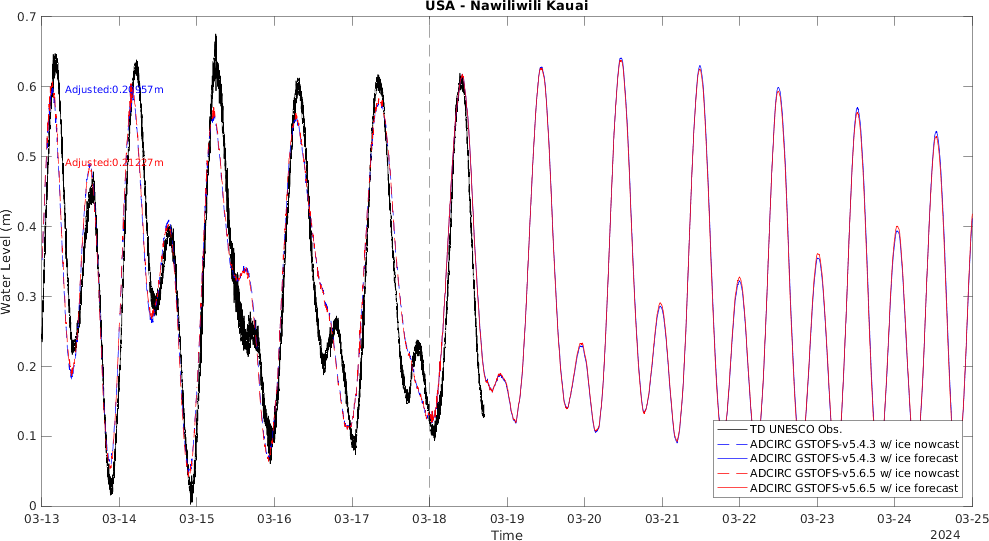 USA - Nawiliwili Kauai
Water Level (m)
0.7
0.6
0.5
0.4
0.3
0.2
0.1
0
Adjusted:0.20957m
Adjusted:0.21227m
TD UNESCO Obs.
ADCIRC GSTOFS-v5.4.3 w/ ice nowcast
ADCIRC GSTOFS-v5.4.3 w/ ice forecast
ADCIRC GSTOFS-v5.6.5 w/ ice nowcast
ADCIRC GSTOFS-v5.6.5 w/ ice forecast
03-13 03-14 03-15 03-16 03-17 03-18 03-19 03-20 03-21 03-22 03-23 03-24 03-25
Time
2024